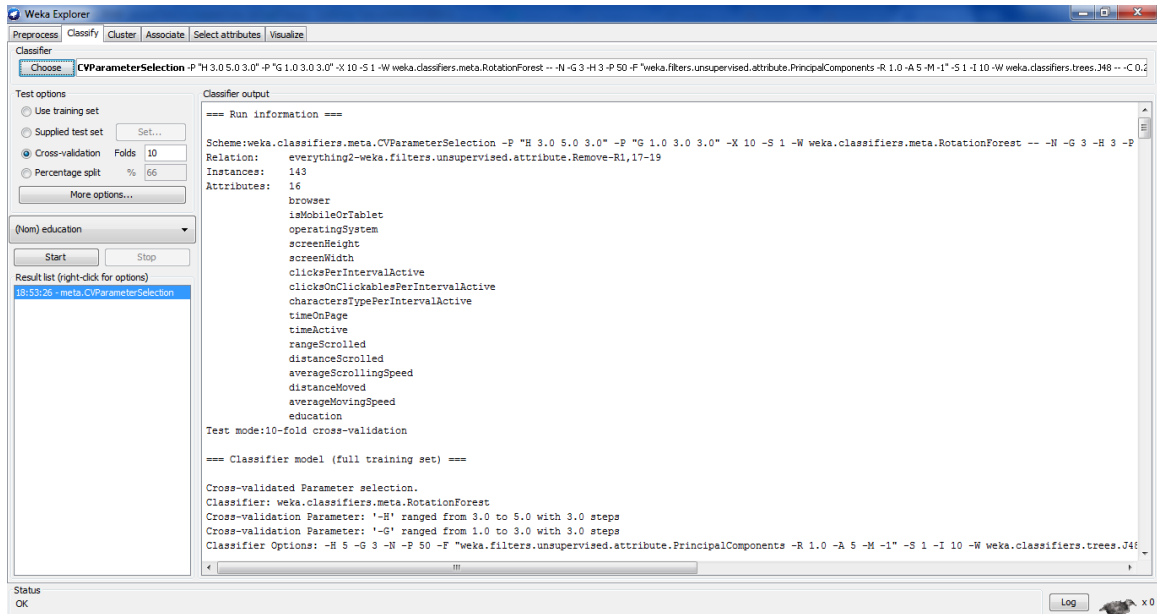 Weka Explorer
Preprocess Classify Cluster Associate Select attributes Visualize
Classifier
Choose CVParameterSelection -P "H 3.0 5.0 3.0" -P "G 1.0 3.0 3.0" -X 10 -S 1 -W weka.classifiers.meta.RotationForest -- -N -G 3 -H 3 -P 50 -F "weka.filters.unsupervised.attribute.PrincipalComponents -R 1.0 -A 5 -M -1" -S 1 -I 10 -W weka.classifiers.trees.J48 -- -C 0.2
Test options
Use training set
Supplied test set Set...
Cross-validation Folds 10
Percentage split % 66
More options...
(Nom) education
Start Stop
Result list (right-click for options)
18:53:26 - meta.CVParameterSelection
Classifier output
=== Run information ===
Scheme:weka.classifiers.meta.CVParameterSelection -P "H 3.0 5.0 3.0" -P "G 1.0 3.0 3.0" -X 10 -S 1 -W weka.classifiers.meta.RotationForest -- -N -G 3 -H 3 -P
Relation: everything2-weka.filters.unsupervised.attribute.Remove-R1,17-19
Instances: 143
Attributes: 16
browser
isMobileOrTablet
operatingSystem
screenHeight
screenWidth
clicksPerIntervalActive
clicksOnClickablesPerIntervalActive
charactersTypePerIntervalActive
timeOnPage
timeActive
rangeScrolled
distanceScrolled
averageScrollingSpeed
distanceMoved
averageMovingSpeed
education
Test mode:10-fold cross-validation
=== Classifier model (full training set) ===
Cross-validated Parameter selection.
Classifier: weka.classifiers.meta.RotationForest
Cross-validation Parameter: '-H' ranged from 3.0 to 5.0 with 3.0 steps
Cross-validation Parameter: '-G' ranged from 1.0 to 3.0 with 3.0 steps
Classifier Options: -H 5 -G 3 -N -P 50 -F "weka.filters.unsupervised.attribute.PrincipalComponents -R 1.0 -A 5 -M -1" -S 1 -I 10 -W weka.classifiers.trees.J48
Status
OK
Log x 0